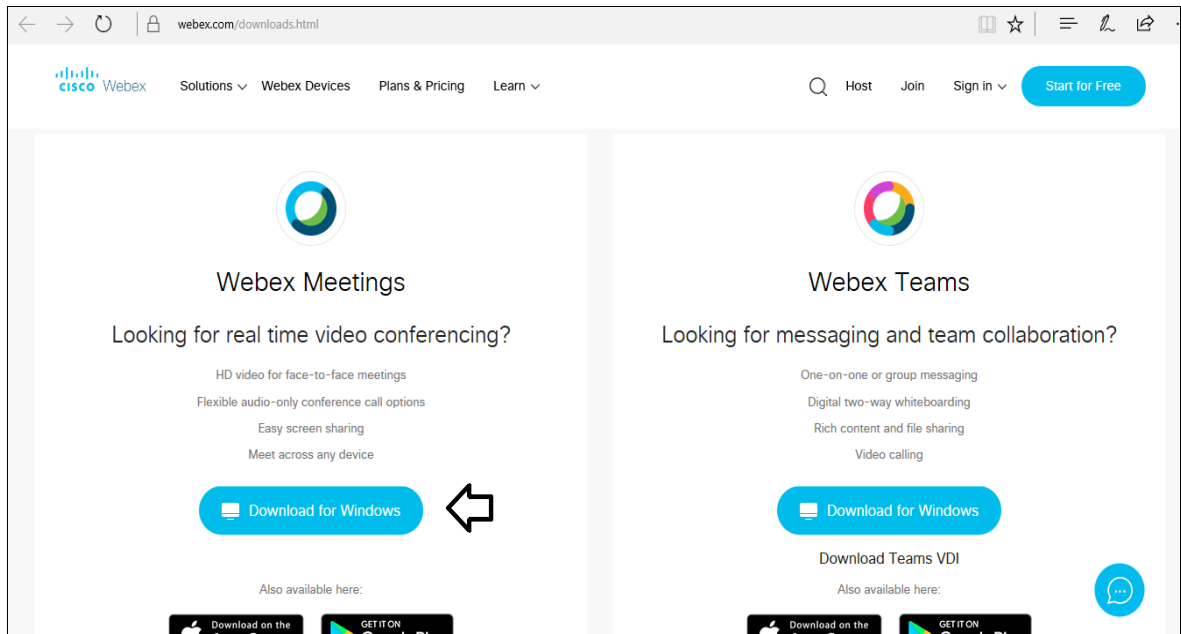 webex.com/downloads.html
cisco Webex Solutions Webex Devices Plans & Pricing Learn Host Join Sign in Start for Free
Webex Meetings
Looking for real time video conferencing?
HD video for face-to-face meetings
Flexible audio-only conference call options
Easy screen sharing
Meet across any device
Download for Windows
Also available here:
Download on the
GET IT ON
Webex Teams
Looking for messaging and team collaboration?
One-on-one or group messaging
Digital two-way whiteboarding
Rich content and file sharing
Video calling
Download for Windows
Download Teams VDI
Also available here:
Download on the
GET IT ON